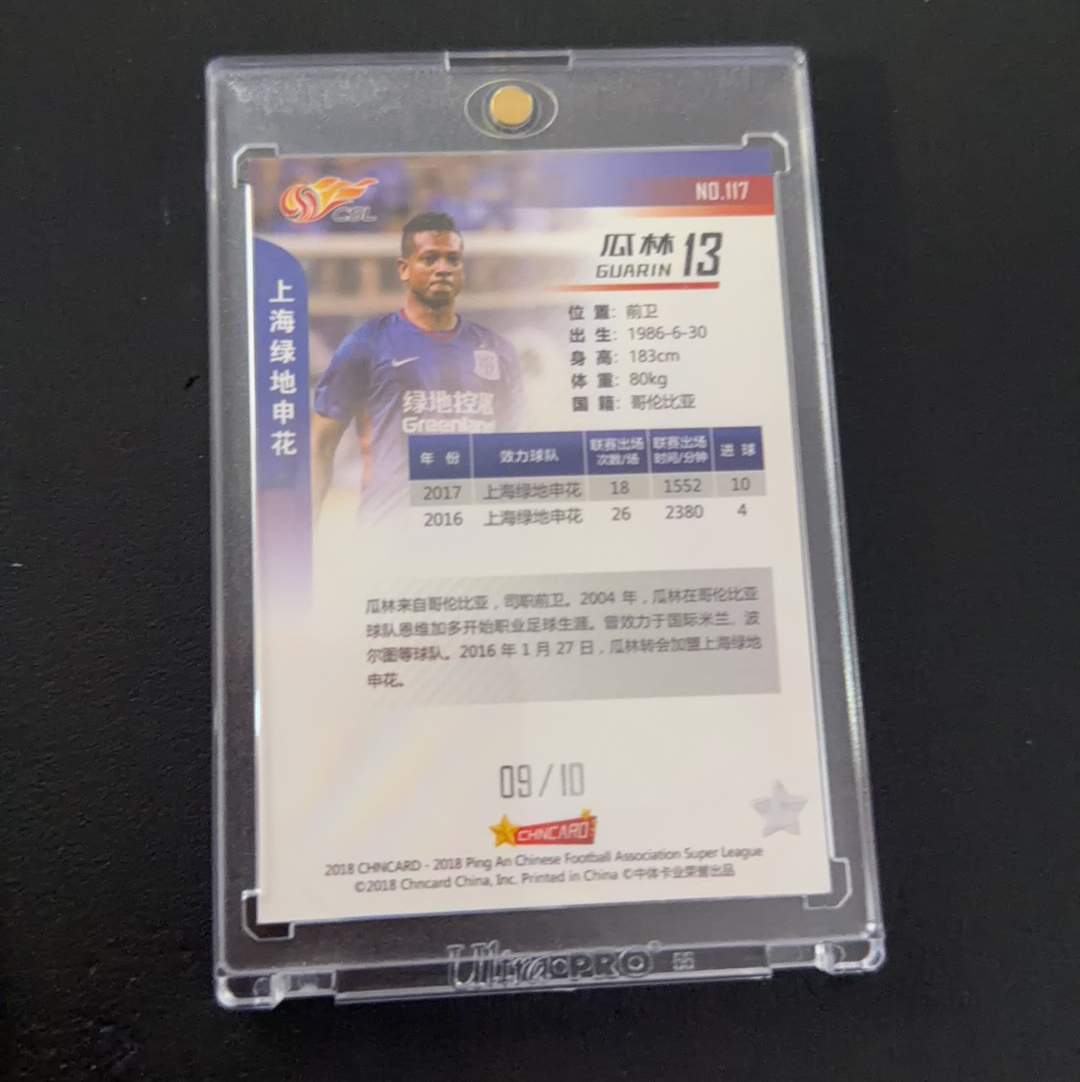 CSL
NO.117
上海绿地申花
瓜林 13
GUARIN
位 置：前卫
出 生：1986-6-30
身 高：183cm
体 重：80kg
国 籍：哥伦比亚
绿地控
Greenland
年 份 效力球队 联赛出场次数/场 联赛出场时间/分钟 进 球
2017 上海绿地申花 18 1552 10
2016 上海绿地申花 26 2380 4
瓜林来自哥伦比亚，司职前卫。2004 年，瓜林在哥伦比亚
球队恩维加多开始职业足球生涯。曾效力于国际米兰、波
尔图等球队。2016 年 1 月 27 日，瓜林转会加盟上海绿地
申花。
09/10
CHNCARD
2018 CHNCARD - 2018 Ping An Chinese Football Association Super League
©2018 Chncard China, Inc. Printed in China ©中体卡业荣誉出品
Ultra PRO